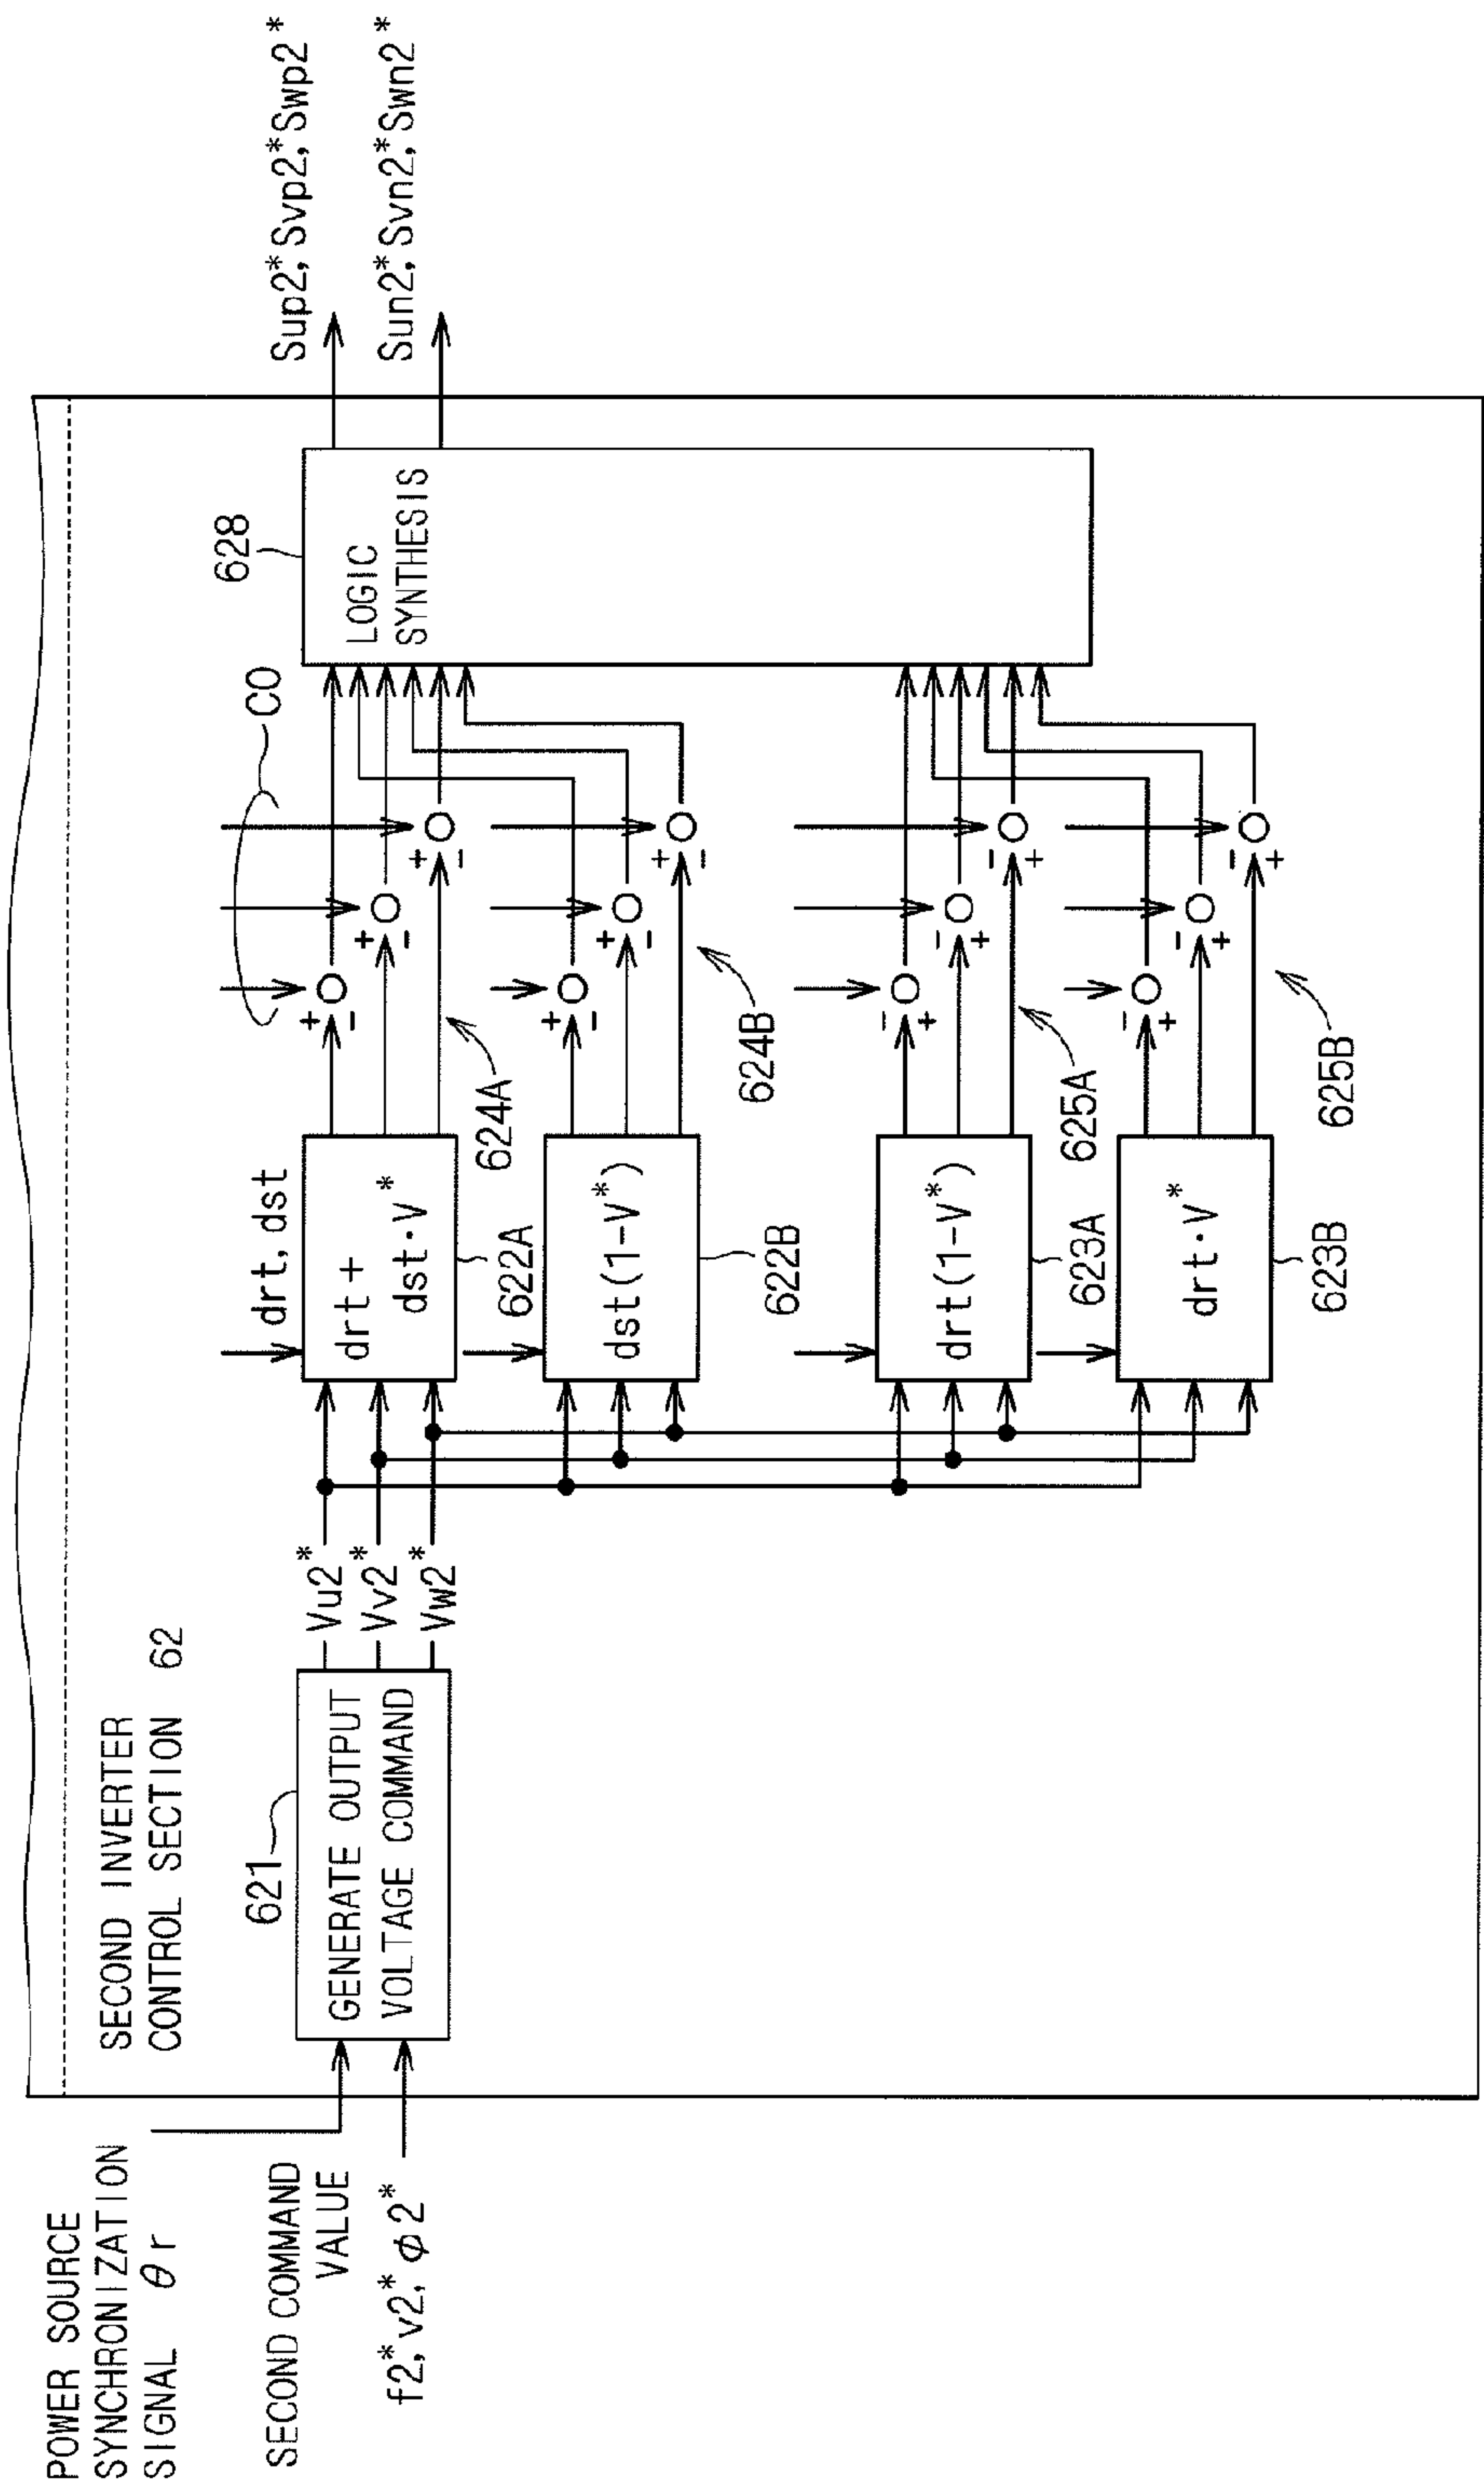 POWER SOURCE
SYNCHRONIZATION
SIGNAL θr
SECOND COMMAND
VALUE
f2*, v2*, φ2*
SECOND INVERTER
CONTROL SECTION 62
621
GENERATE OUTPUT
VOLTAGE COMMAND
Vu2*
Vv2*
Vw2*
drt, dst
drt+
dst·V*
622A
dst(1-V*)
622B
drt(1-V*)
623A
drt·V*
623B
C0
+
-
+
-
+
-
624A
+
-
+
-
+
-
624B
-
+
-
+
-
+
625A
-
+
-
+
-
+
625B
628
LOGIC
SYNTHESIS
Sup2*, Svp2*, Swp2*
Sun2*, Svn2*, Swn2*